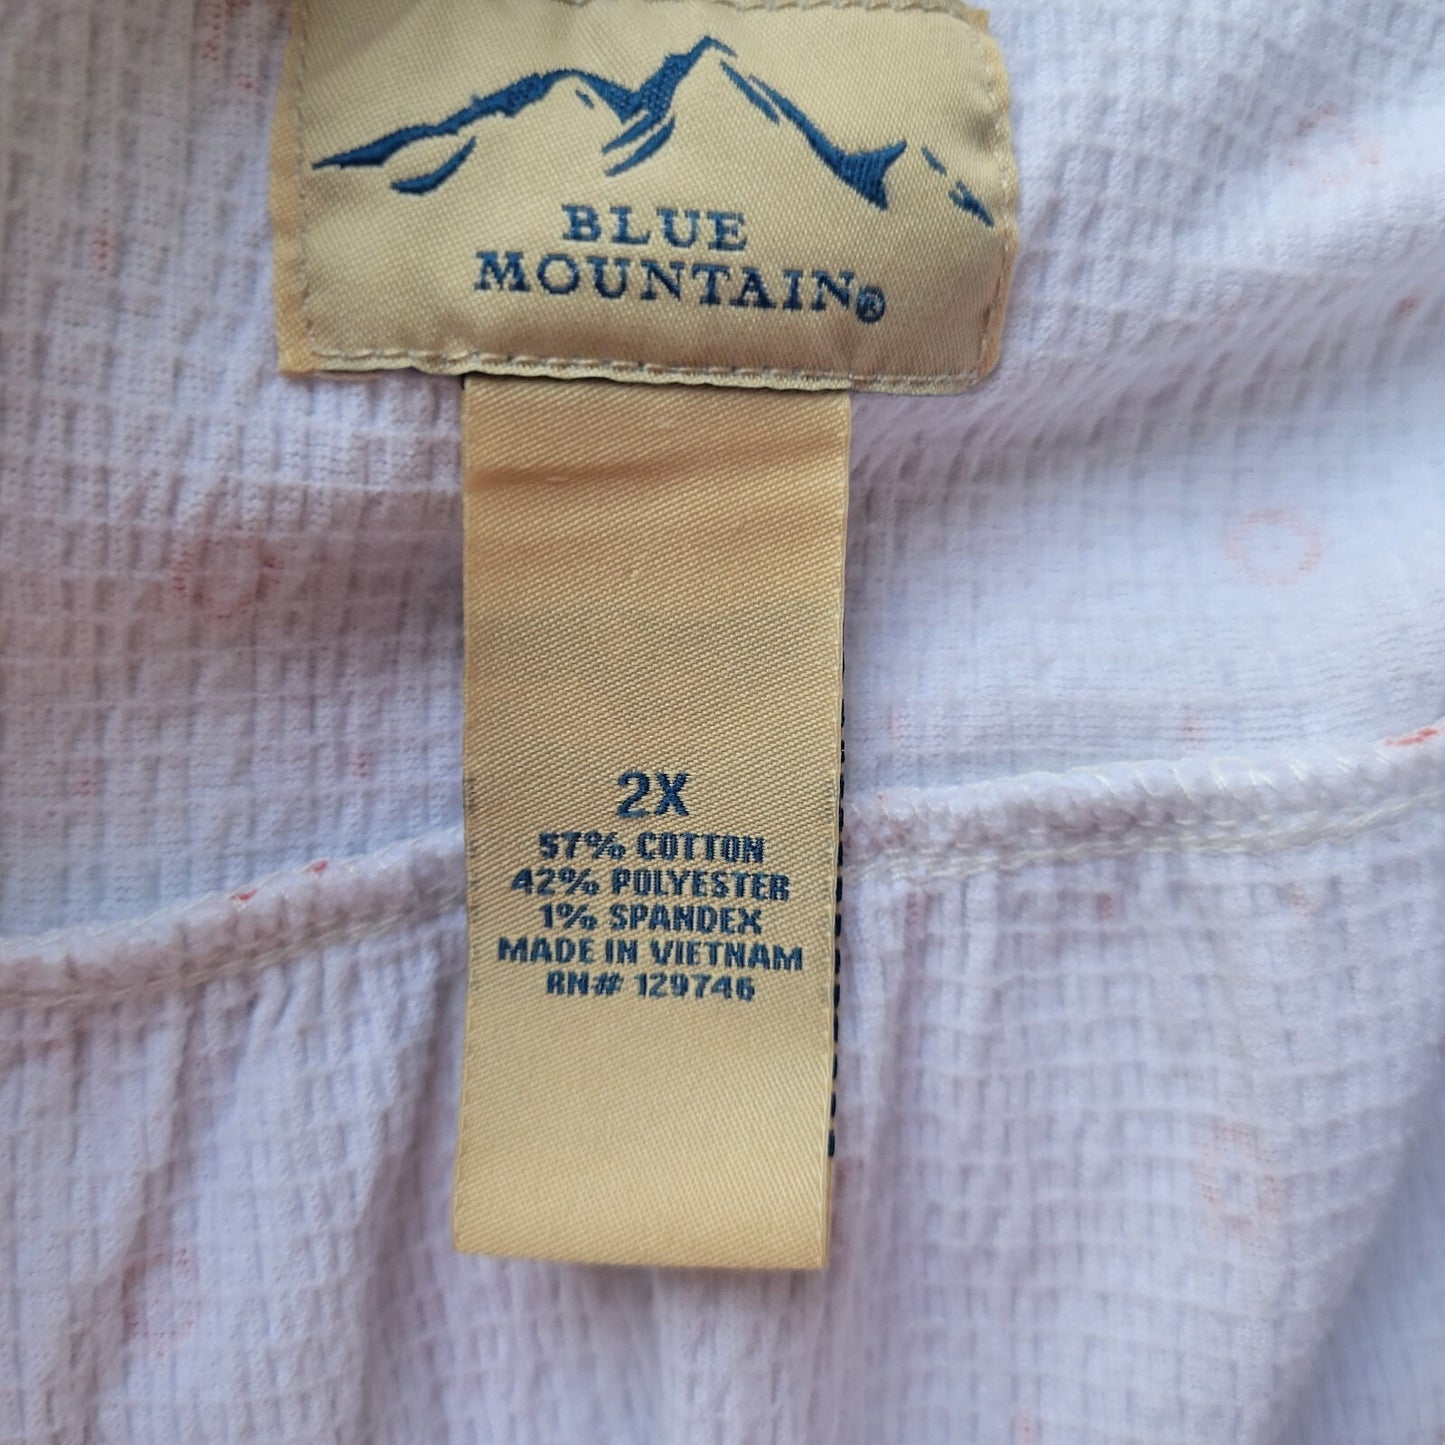 BLUE
MOUNTAIN®
2X
57% COTTON
42% POLYESTER
1% SPANDEX
MADE IN VIETNAM
RN# 129746